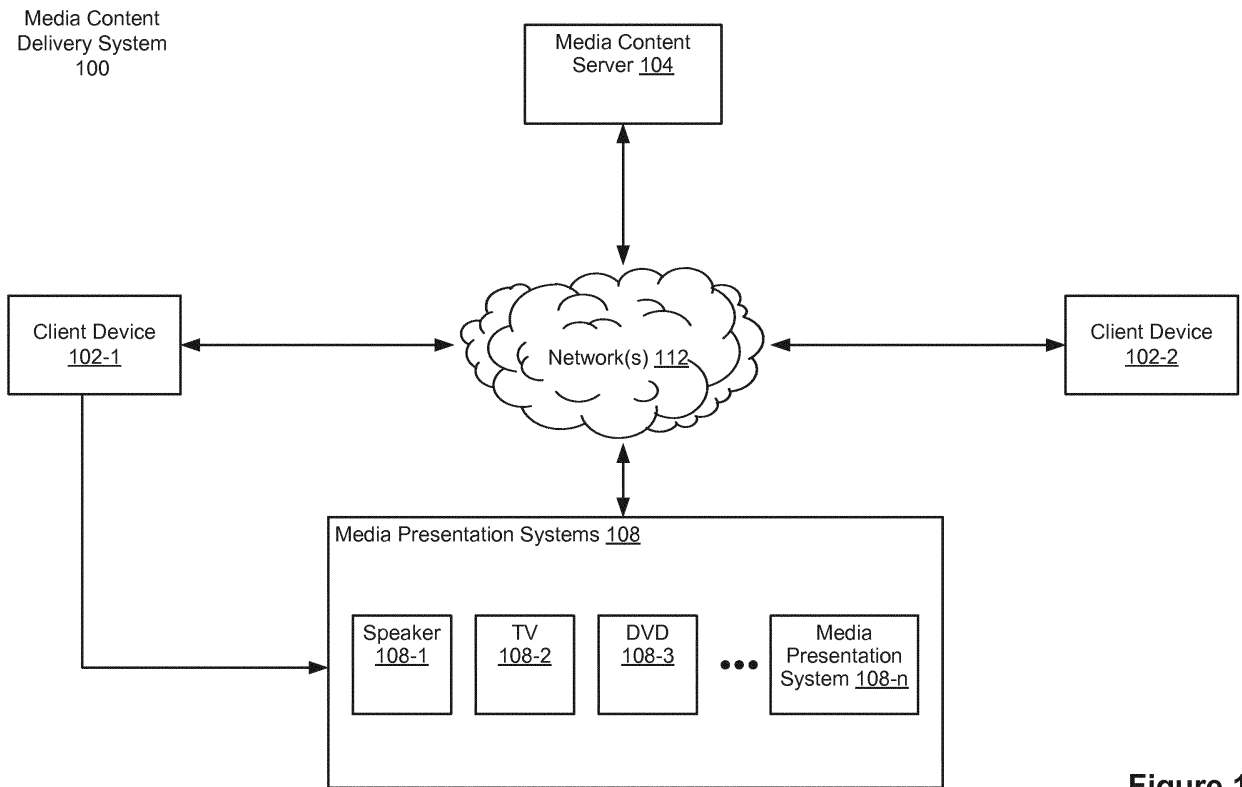 Media Content
Delivery System
100
Media Content
Server 104
Client Device
102-1
Network(s) 112
Client Device
102-2
Media Presentation Systems 108
Speaker
108-1
TV
108-2
DVD
108-3
Media
Presentation
System 108-n
Figure 1